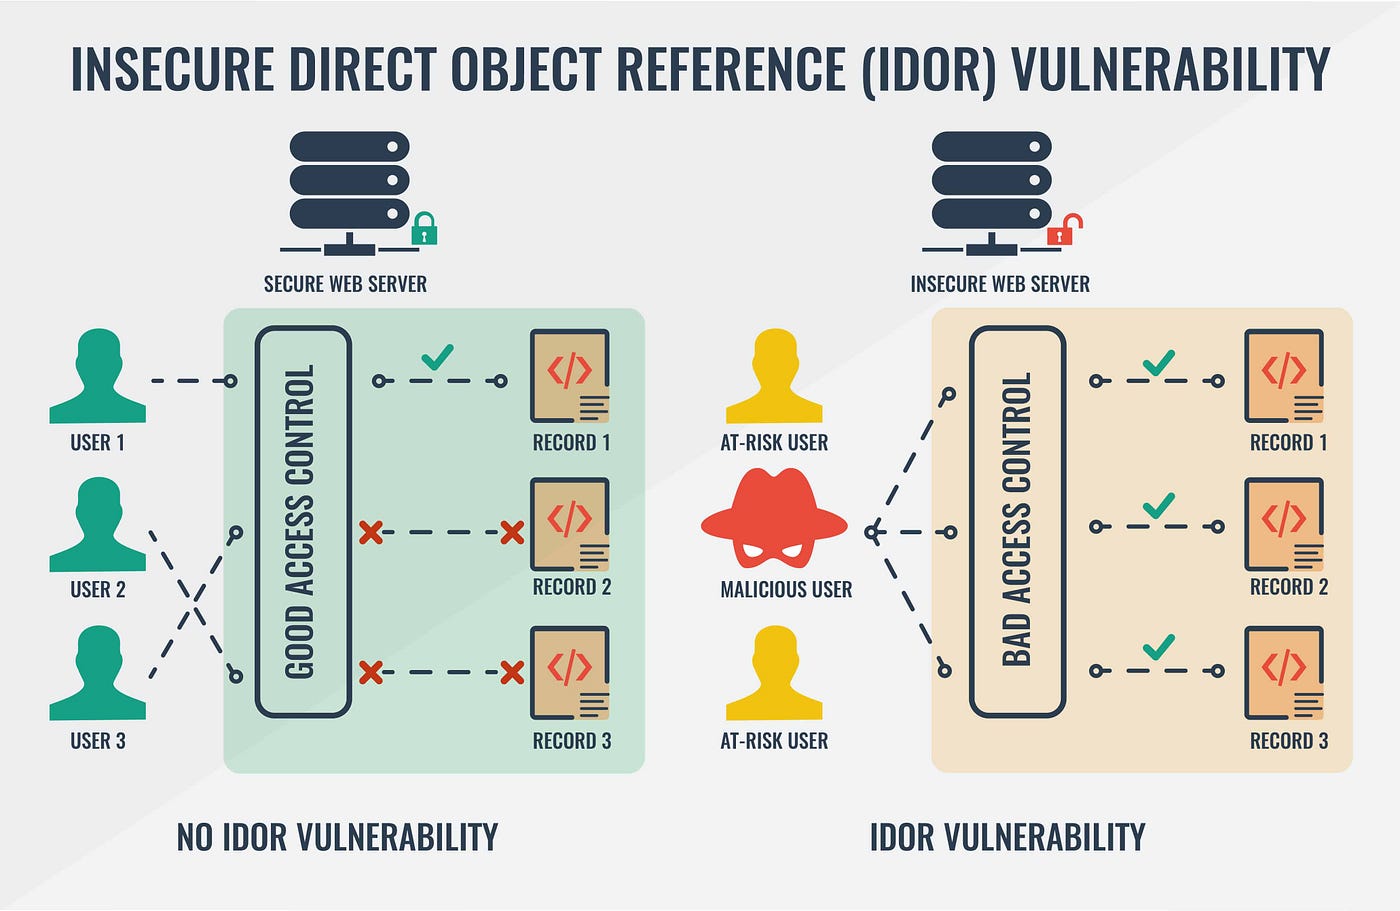 INSECURE DIRECT OBJECT REFERENCE (IDOR) VULNERABILITY
SECURE WEB SERVER
USER 1
USER 2
USER 3
GOOD ACCESS CONTROL
RECORD 1
RECORD 2
RECORD 3
NO IDOR VULNERABILITY
INSECURE WEB SERVER
AT-RISK USER
MALICIOUS USER
AT-RISK USER
BAD ACCESS CONTROL
RECORD 1
RECORD 2
RECORD 3
IDOR VULNERABILITY